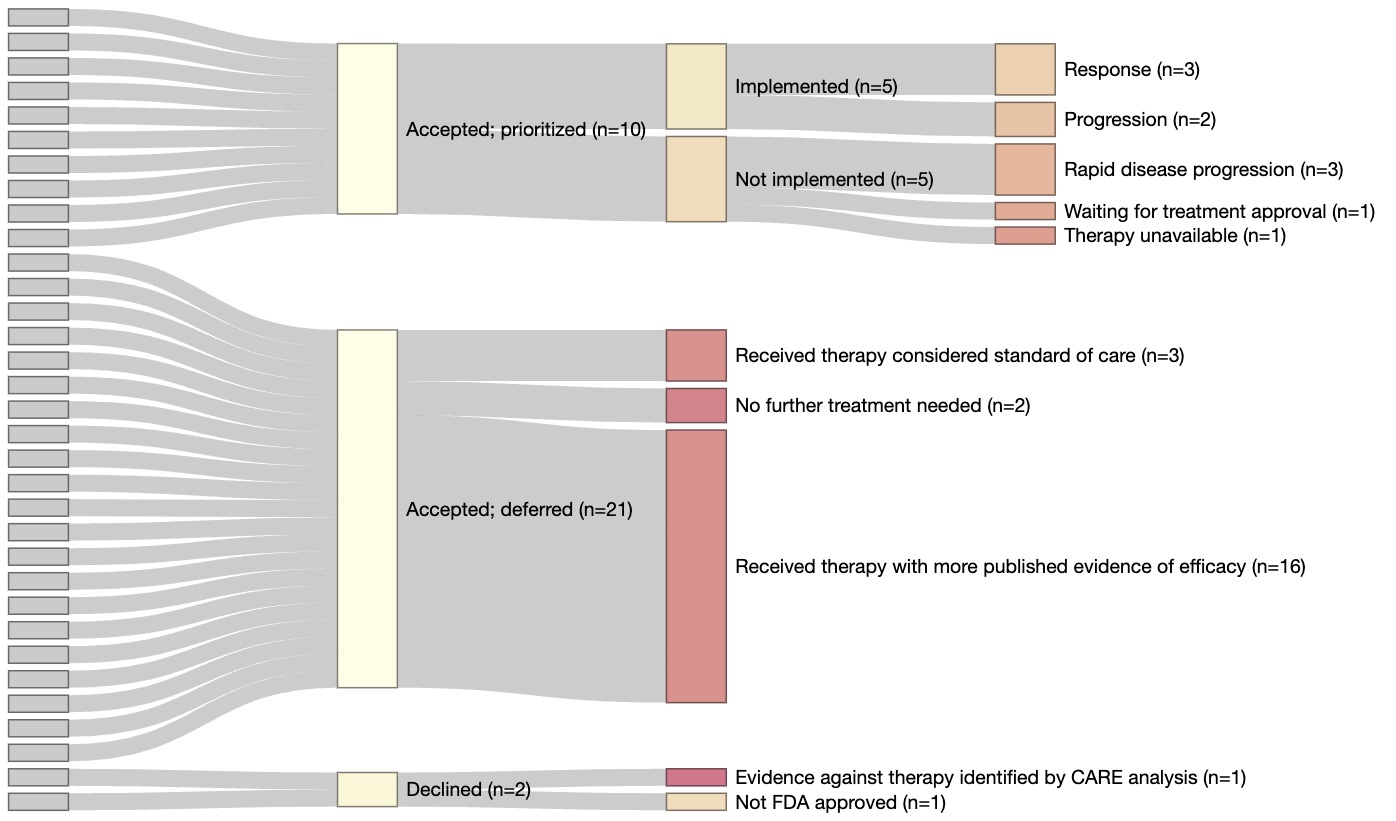 Accepted; prioritized (n=10)
Implemented (n=5)
Not implemented (n=5)
Response (n=3)
Progression (n=2)
Rapid disease progression (n=3)
Waiting for treatment approval (n=1)
Therapy unavailable (n=1)
Accepted; deferred (n=21)
Received therapy considered standard of care (n=3)
No further treatment needed (n=2)
Received therapy with more published evidence of efficacy (n=16)
Declined (n=2)
Evidence against therapy identified by CARE analysis (n=1)
Not FDA approved (n=1)